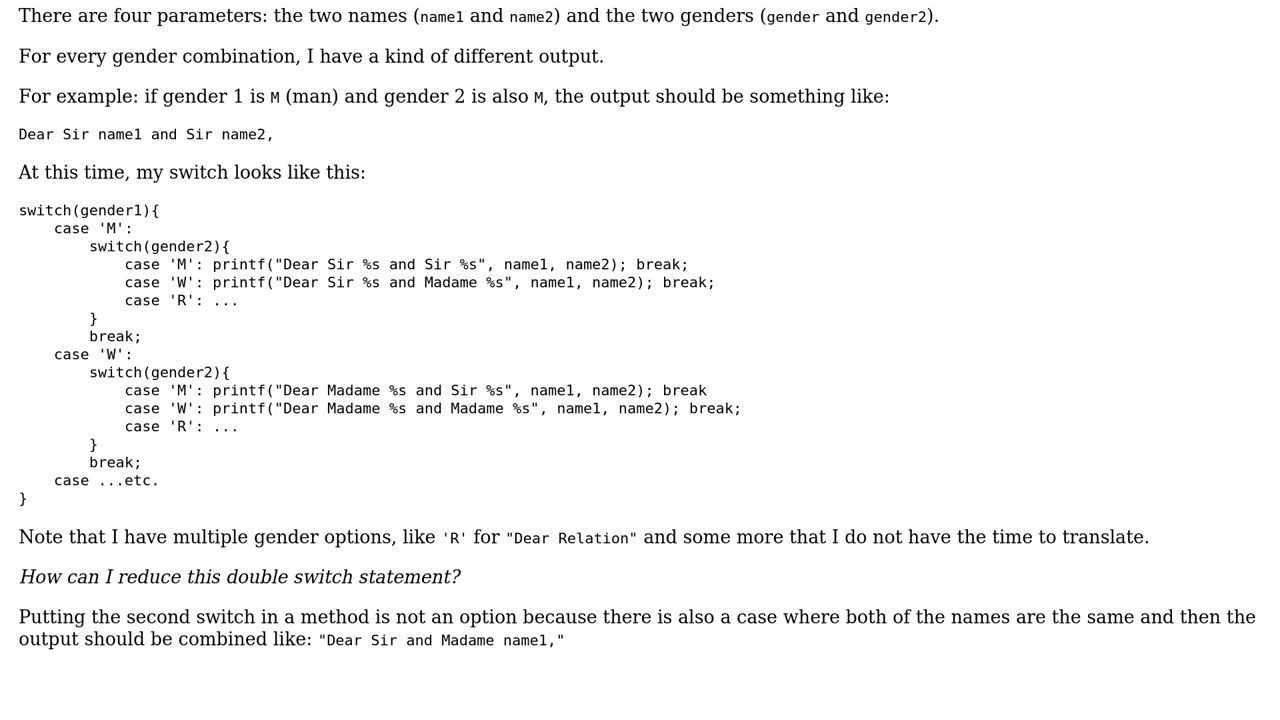 There are four parameters: the two names (name1 and name2) and the two genders (gender and gender2).
For every gender combination, I have a kind of different output.
For example: if gender 1 is M (man) and gender 2 is also M, the output should be something like:
Dear Sir name1 and Sir name2,
At this time, my switch looks like this:
switch(gender1){
    case 'M':
        switch(gender2){
            case 'M': printf("Dear Sir %s and Sir %s", name1, name2); break;
            case 'W': printf("Dear Sir %s and Madame %s", name1, name2); break;
            case 'R': ...
        }
        break;
    case 'W':
        switch(gender2){
            case 'M': printf("Dear Madame %s and Sir %s", name1, name2); break
            case 'W': printf("Dear Madame %s and Madame %s", name1, name2); break;
            case 'R': ...
        }
        break;
    case ...etc.
}
Note that I have multiple gender options, like 'R' for "Dear Relation" and some more that I do not have the time to translate.
How can I reduce this double switch statement?
Putting the second switch in a method is not an option because there is also a case where both of the names are the same and then the
output should be combined like: "Dear Sir and Madame name1,"